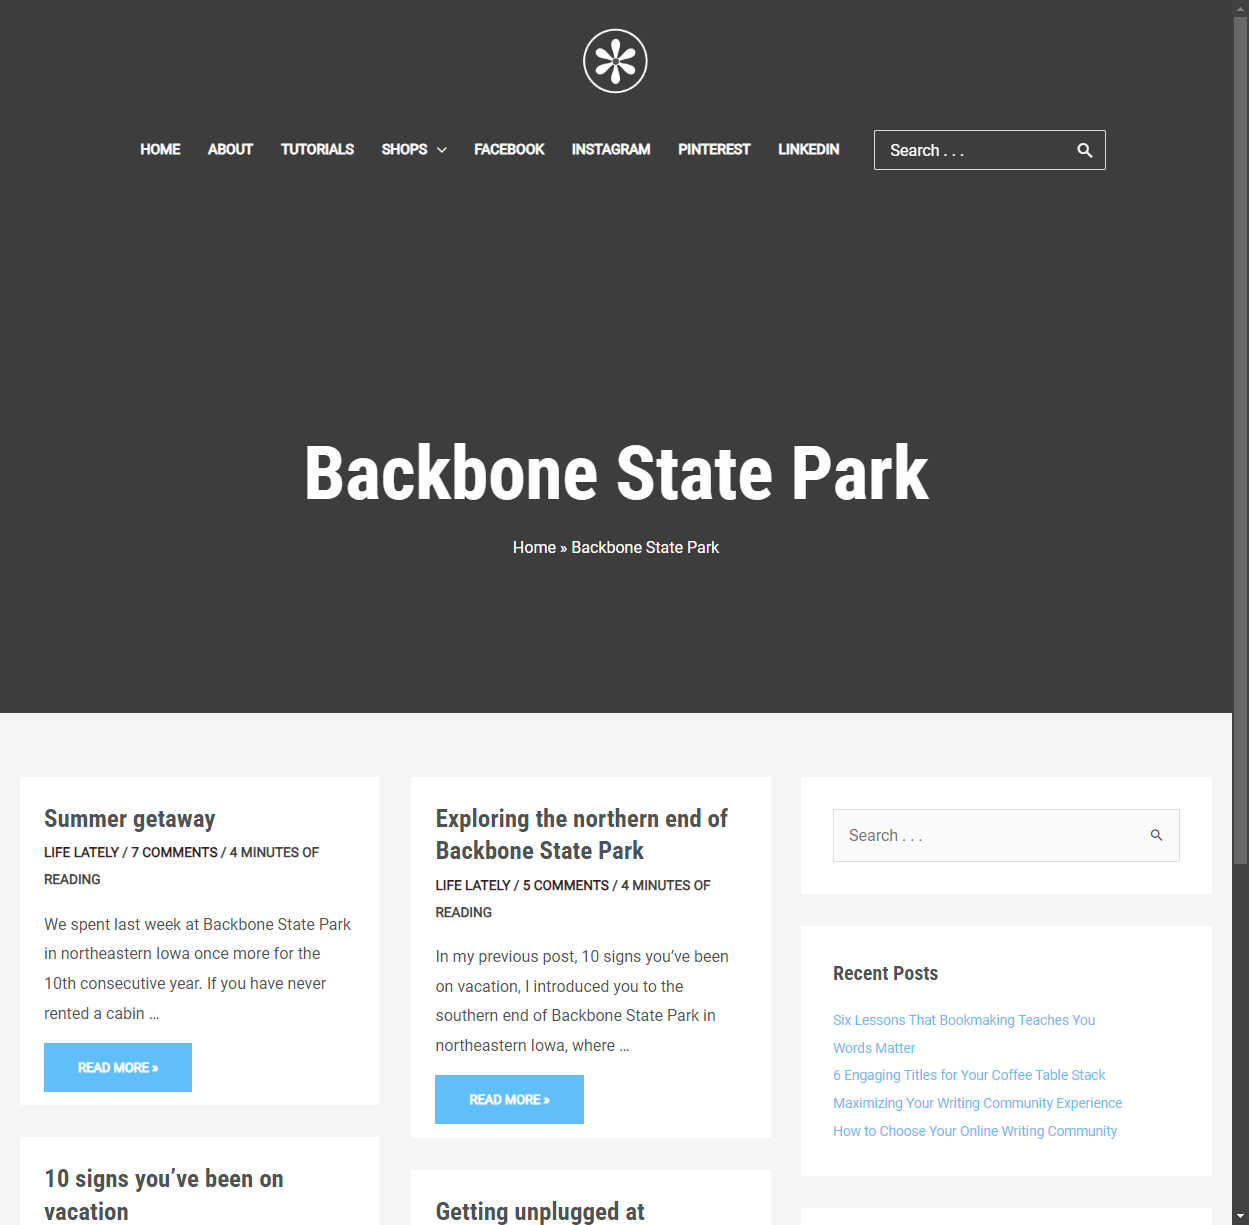 HOME ABOUT TUTORIALS SHOPS FACEBOOK INSTAGRAM PINTEREST LINKEDIN Search . . .
Backbone State Park
Home » Backbone State Park
Summer getaway
LIFE LATELY / 7 COMMENTS / 4 MINUTES OF
READING
We spent last week at Backbone State Park
in northeastern Iowa once more for the
10th consecutive year. If you have never
rented a cabin …
READ MORE »
10 signs you’ve been on
vacation
Exploring the northern end of
Backbone State Park
LIFE LATELY / 5 COMMENTS / 4 MINUTES OF
READING
In my previous post, 10 signs you’ve been
on vacation, I introduced you to the
southern end of Backbone State Park in
northeastern Iowa, where …
READ MORE »
Getting unplugged at
Search . . .
Recent Posts
Six Lessons That Bookmaking Teaches You
Words Matter
6 Engaging Titles for Your Coffee Table Stack
Maximizing Your Writing Community Experience
How to Choose Your Online Writing Community